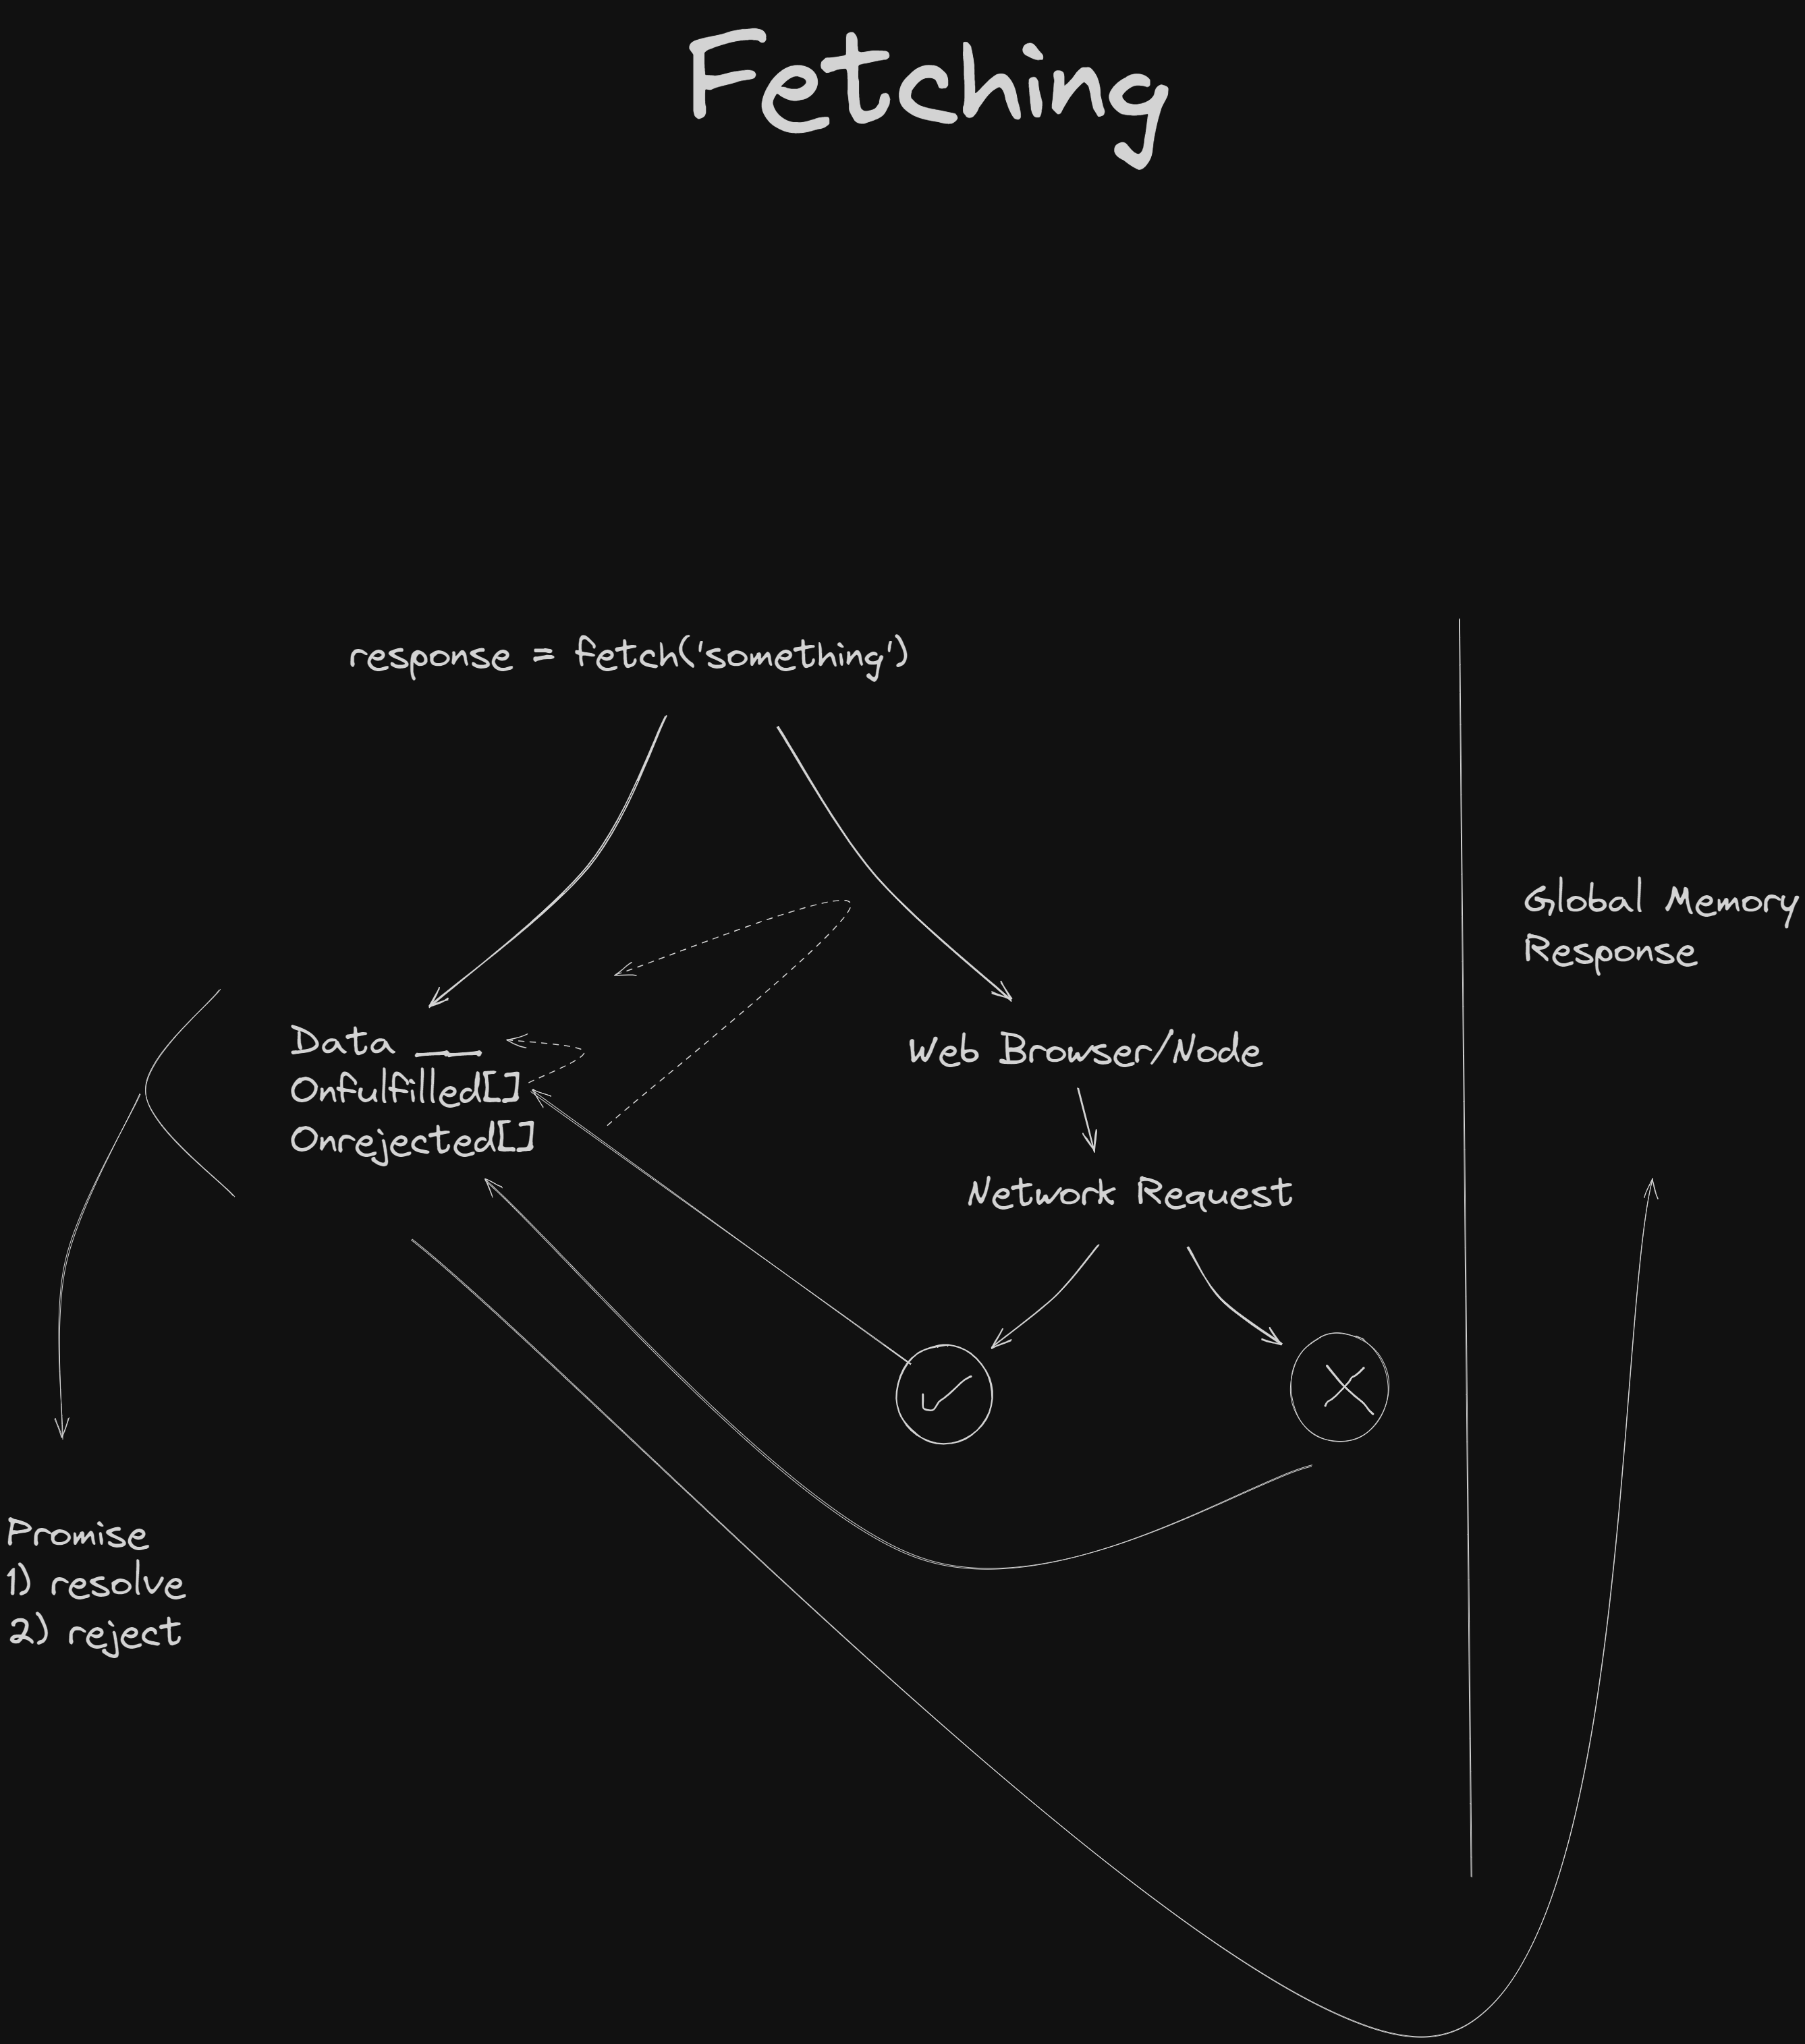 Fetching
response = fetch('something')
Global Memory
Response
Data ____
Onfulfilled[]
Onrejected[]
Web Browser/Node
Network Request
Promise
1) resolve
2) reject